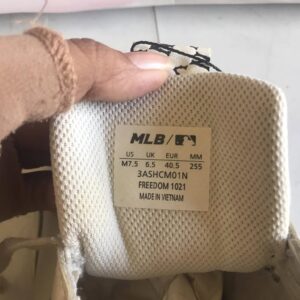 MLB
US UK EUR MM
M7.5 6.5 40.5 255
3ASHCM01N
FREEDOM 1021
MADE IN VIETNAM